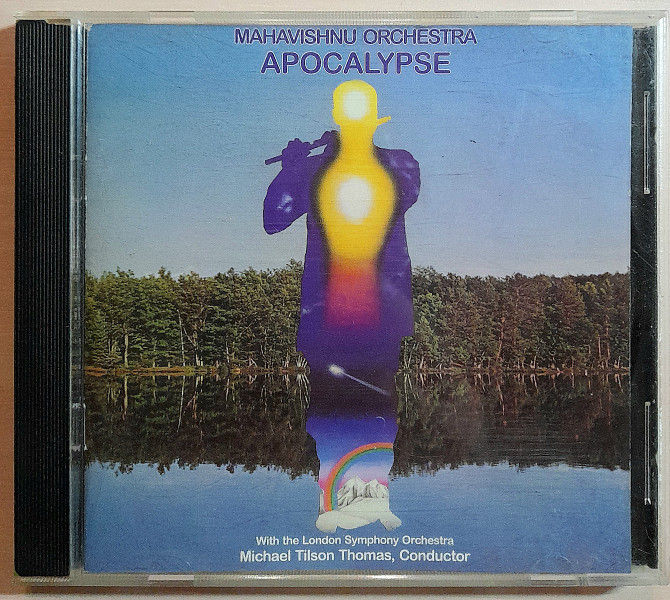 MAHAVISHNU ORCHESTRA
APOCALYPSE
With the London Symphony Orchestra
Michael Tilson Thomas, Conductor